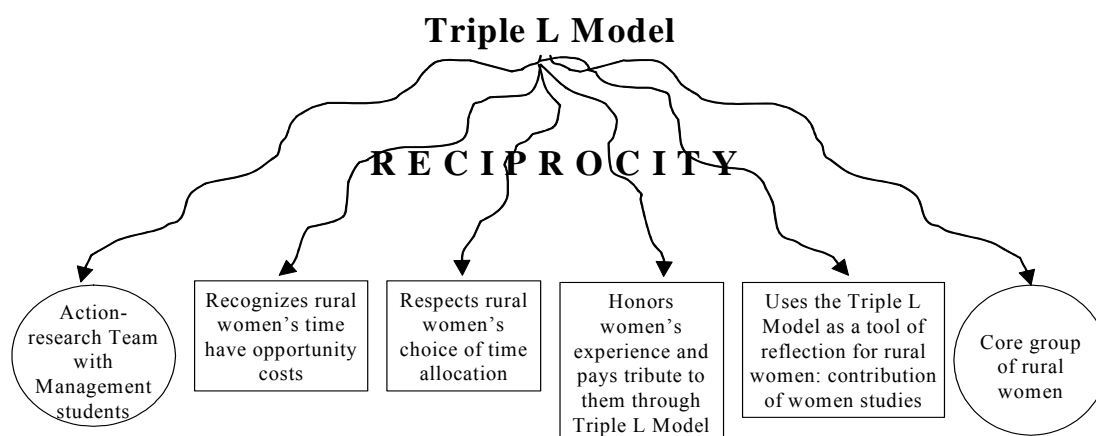 Triple L Model
RECIPROCITY
Action-
research Team
with
Management
students
Recognizes rural
women's time
have opportunity
costs
Respects rural
women's
choice of time
allocation
Honors
women's
experience and
pays tribute to
them through
Triple L Model
Uses the Triple L
Model as a tool of
reflection for rural
women: contribution
of women studies
Core group
of rural
women